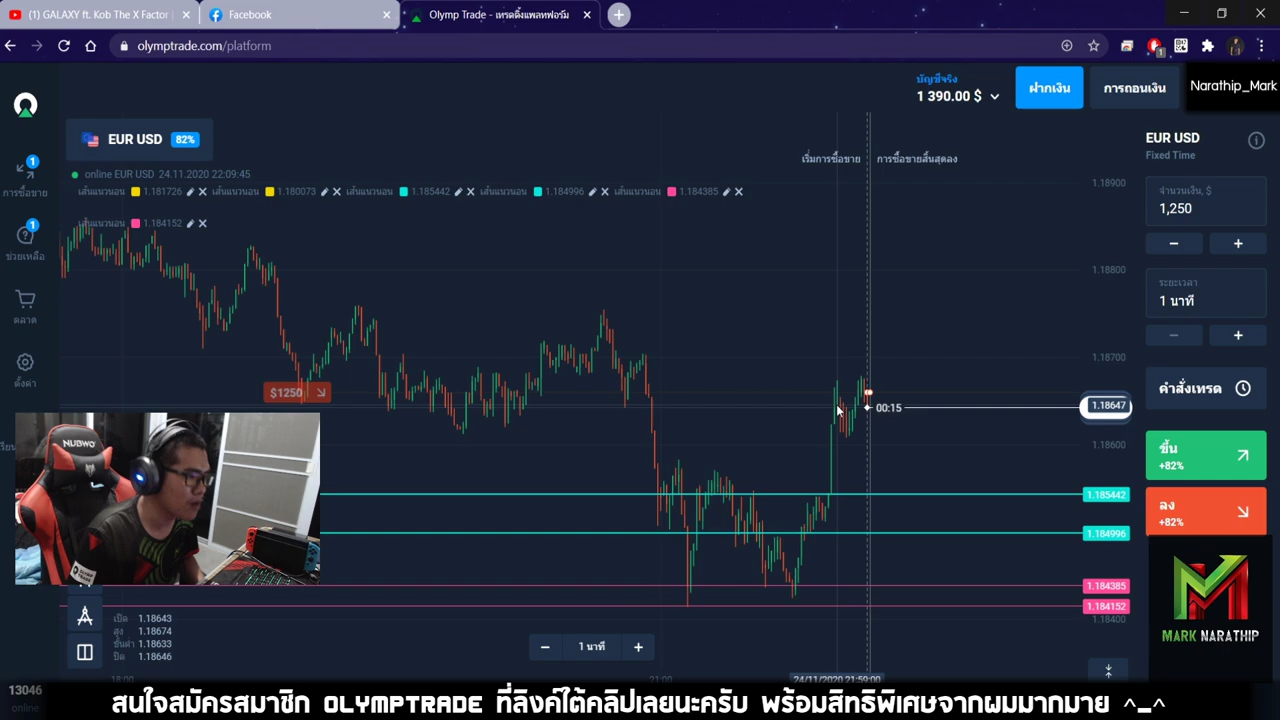 (1) GALAXY ft. Kob The X Factor
Facebook
Olymp Trade - เทรดดิ้งแพลทฟอร์ม
olymptrade.com/platform
บัญชีจริง
1 390.00 $
ฝากเงิน
การถอนเงิน
Narathip_Mark
EUR USD 82%
เริ่มการซื้อขาย การซื้อขายสิ้นสุดลง
EUR USD
Fixed Time
online EUR USD 24.11.2020 22:09:45
เส้นแนวนอน 1.181726 เส้นแนวนอน 1.180073 เส้นแนวนอน 1.185442 เส้นแนวนอน 1.184996 เส้นแนวนอน 1.184385
เส้นแนวนอน 1.184152
1
การซื้อขาย
1
ช่วยเหลือ
ตลาด
ตั้งค่า
1.18900
1.18800
1.18700
1.18647
1.18600
1.185442
1.184996
1.184385
1.184152
1.18400
จำนวนเงิน, $
1,250
ระยะเวลา
1 นาที
คำสั่งเทรด
ขึ้น
+82%
ลง
+82%
$1250
00:15
NUBWO
เปิด 1.18643
สูง 1.18674
ขั้นต่ำ 1.18633
ปิด 1.18646
1 นาที
18:00
21:00
24/11/2020 21:59:00
MARK NARATHIP
13046
online
สนใจสมัครสมาชิก OLYMPTRADE ที่ลิงค์ใต้คลิปเลยนะครับ พร้อมสิทธิพิเศษจากผมมากมาย ^_^